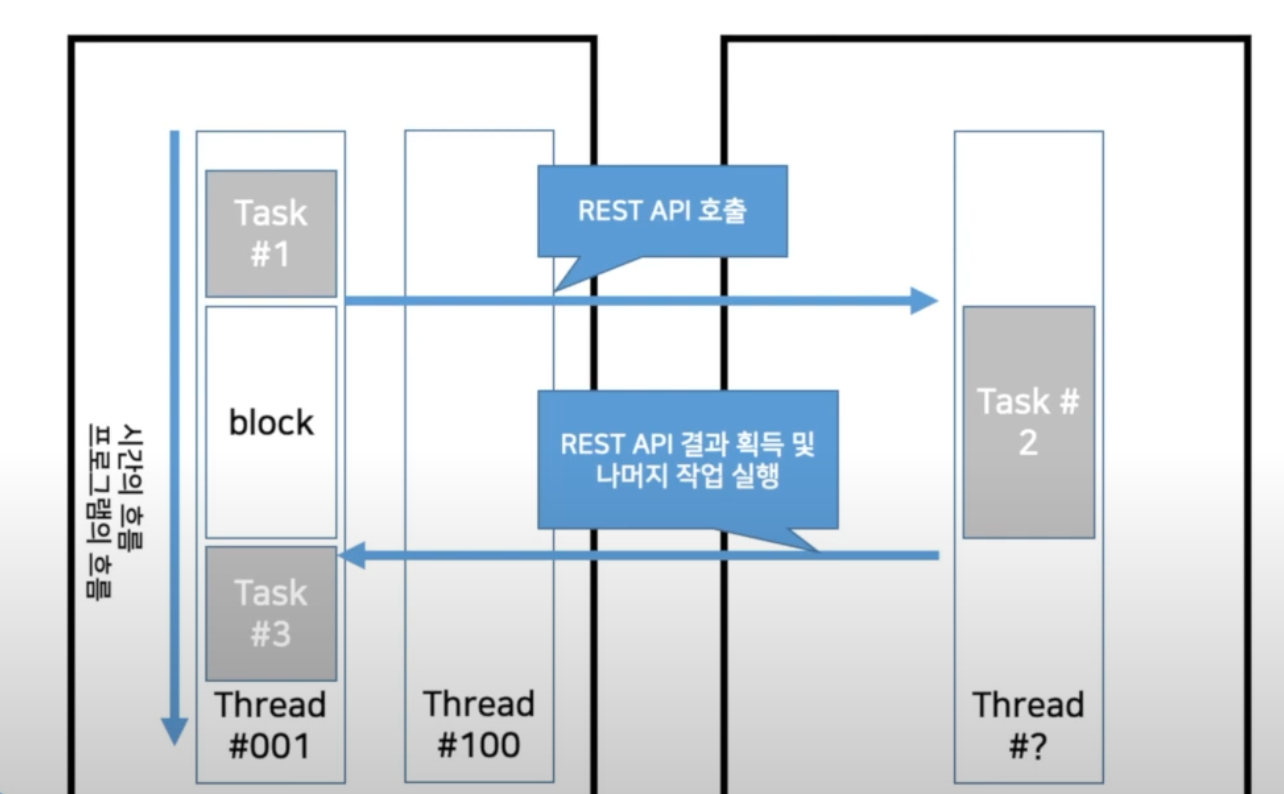 Task
#1
REST API 호출
block
Task #
2
REST API 결과 획득 및
나머지 작업 실행
시간의 흐름
프로그램의 흐름
Task
#3
Thread
#001
Thread
#100
Thread
#?